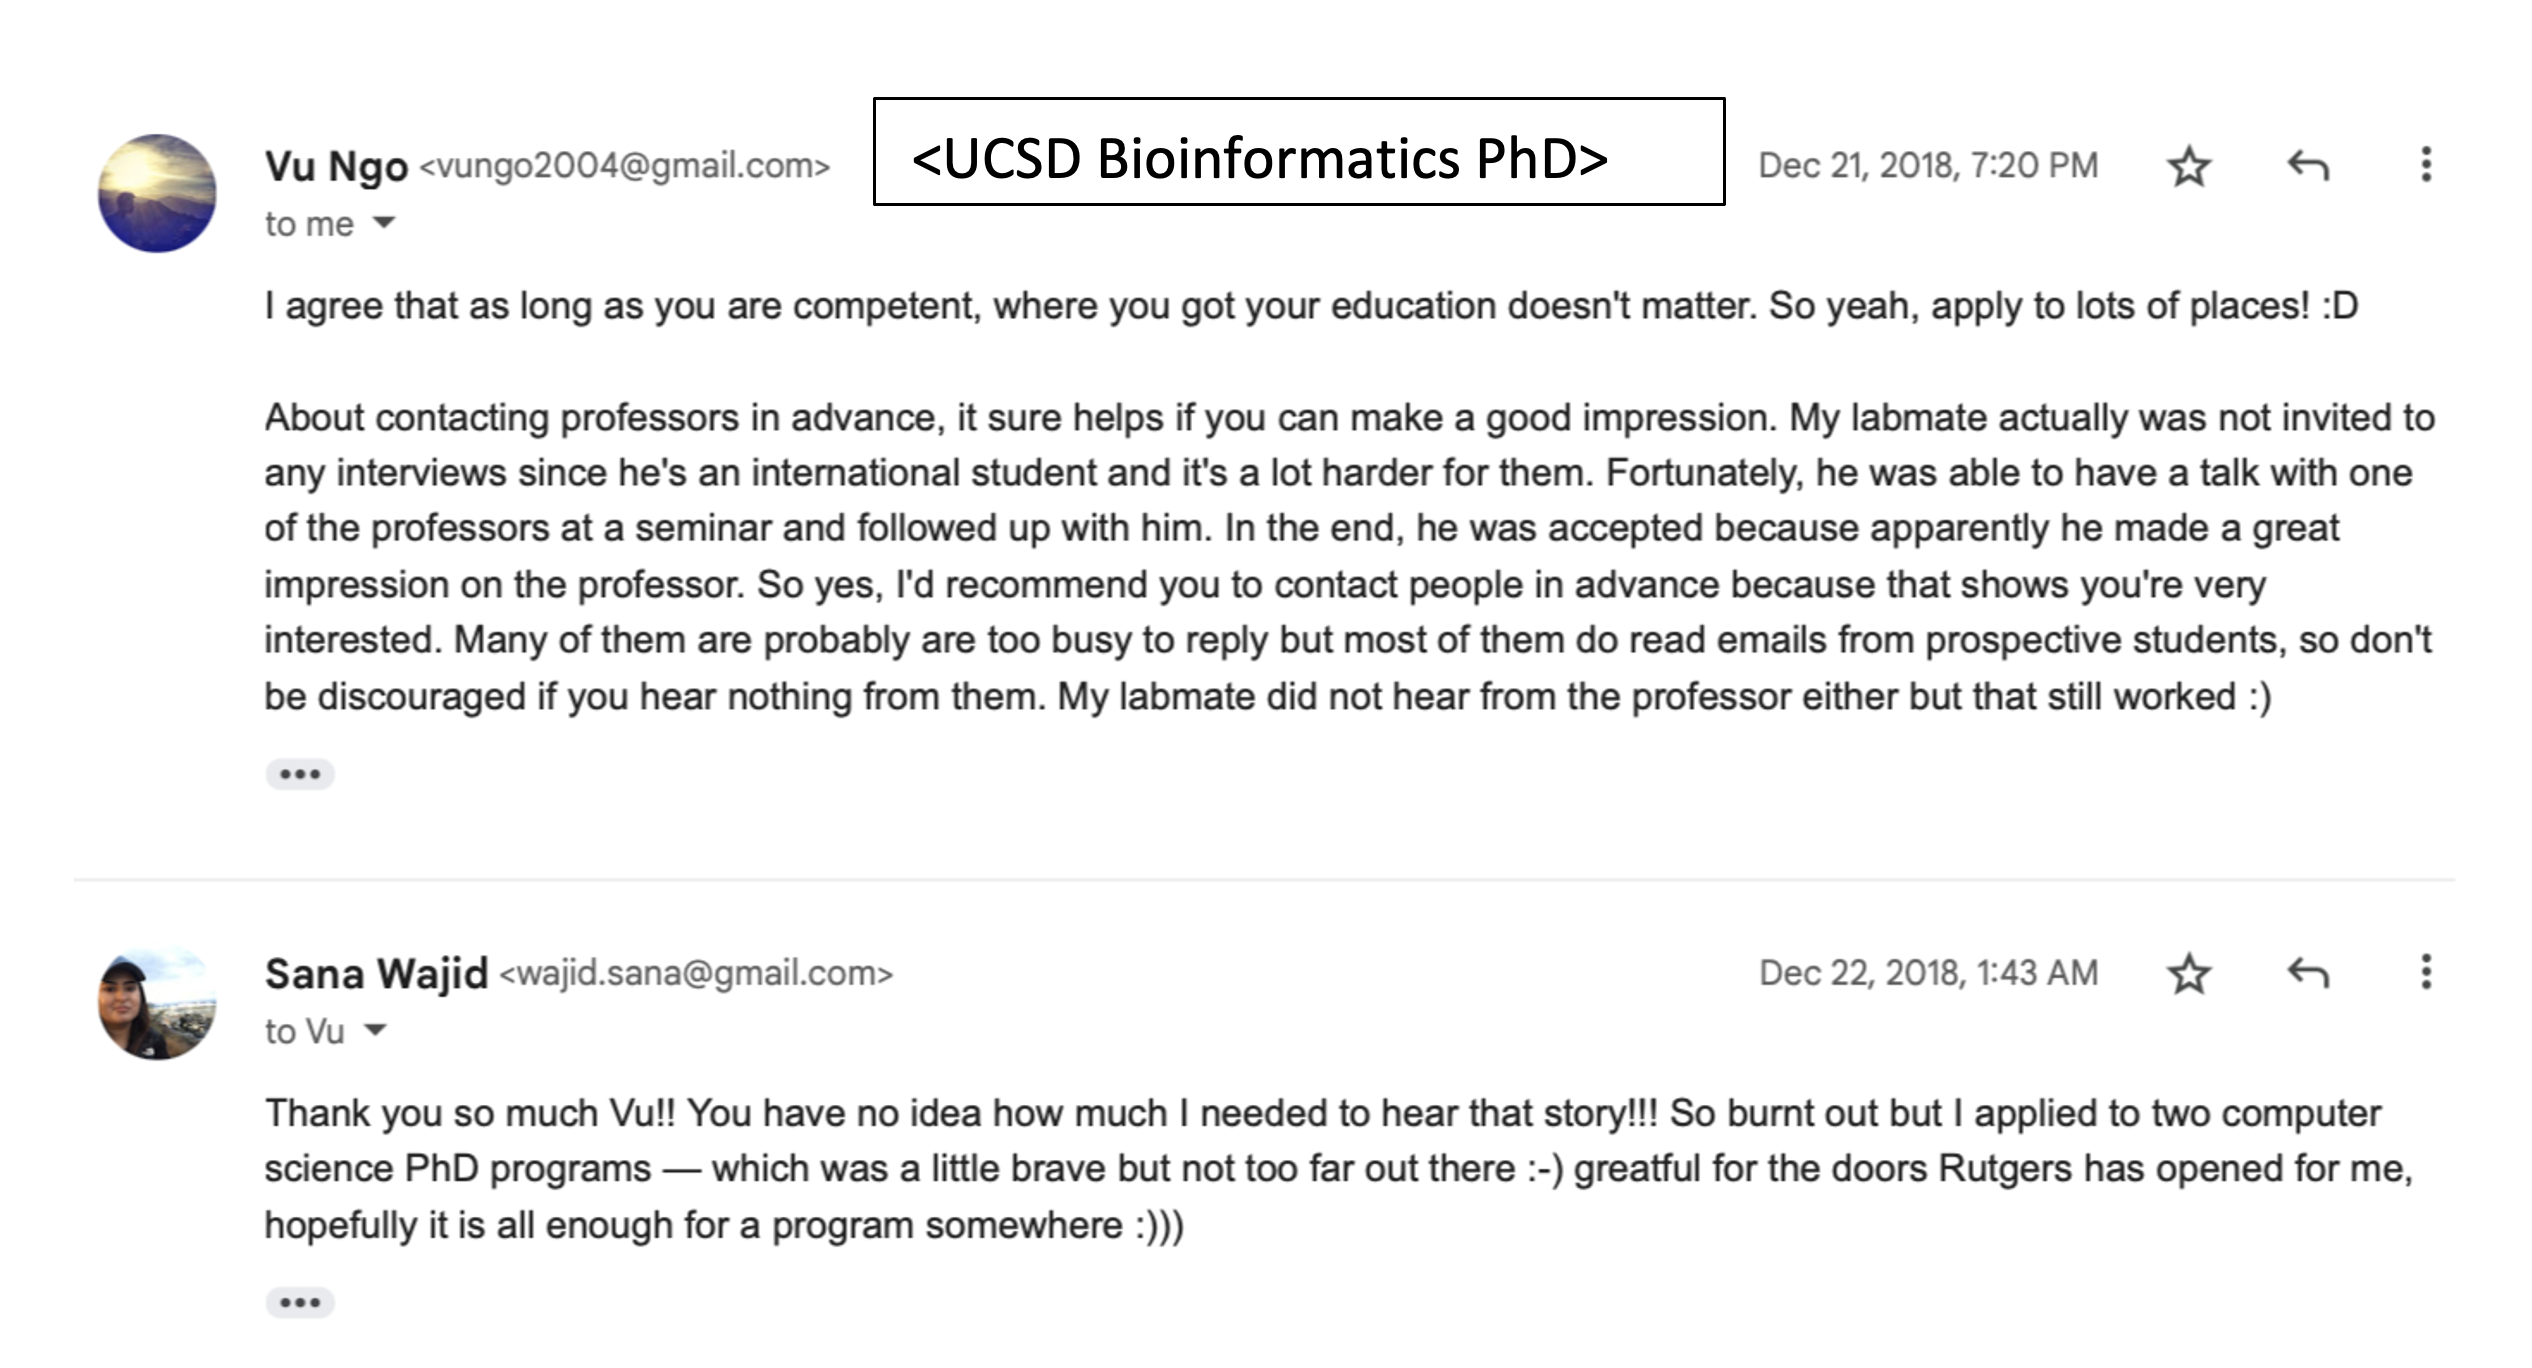 Vu Ngo <vungo2004@gmail.com> <UCSD Bioinformatics PhD> Dec 21, 2018, 7:20 PM
to me
I agree that as long as you are competent, where you got your education doesn't matter. So yeah, apply to lots of places! :D
About contacting professors in advance, it sure helps if you can make a good impression. My labmate actually was not invited to
any interviews since he's an international student and it's a lot harder for them. Fortunately, he was able to have a talk with one
of the professors at a seminar and followed up with him. In the end, he was accepted because apparently he made a great
impression on the professor. So yes, I'd recommend you to contact people in advance because that shows you're very
interested. Many of them are probably are too busy to reply but most of them do read emails from prospective students, so don't
be discouraged if you hear nothing from them. My labmate did not hear from the professor either but that still worked :)
Sana Wajid <wajid.sana@gmail.com> Dec 22, 2018, 1:43 AM
to Vu
Thank you so much Vu!! You have no idea how much I needed to hear that story!!! So burnt out but I applied to two computer
science PhD programs — which was a little brave but not too far out there :-) greatful for the doors Rutgers has opened for me,
hopefully it is all enough for a program somewhere :)))